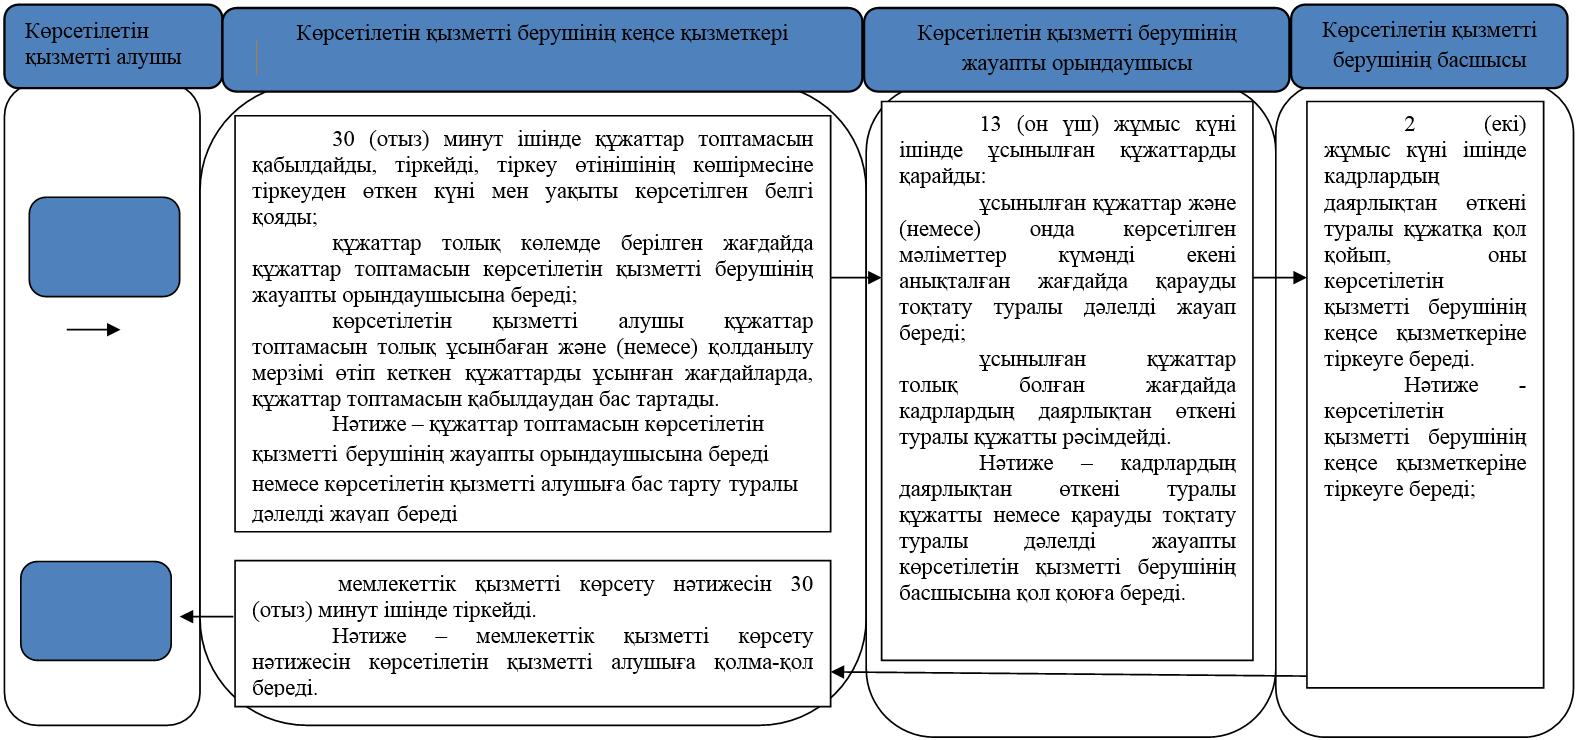 Көрсетілетін
қызметті алушы
Көрсетілетін қызметті берушінің кеңсе қызметкері
Көрсетілетін қызметті берушінің
жауапты орындаушысы
Көрсетілетін қызметті
берушінің басшысы
30 (отыз) минут ішінде құжаттар топтамасын
қабылдайды, тіркейді, тіркеу өтінішінің көшірмесіне
тіркеуден өткен күні мен уақыты көрсетілген белгі
қояды;
құжаттар толық көлемде берілген жағдайда
құжаттар топтамасын көрсетілетін қызметті берушінің
жауапты орындаушысына береді;
көрсетілетін қызметті алушы құжаттар
топтамасын толық ұсынбаған және (немесе) қолданылу
мерзімі өтіп кеткен құжаттарды ұсынған жағдайларда,
құжаттар топтамасын қабылдаудан бас тартады.
Нәтиже – құжаттар топтамасын көрсетілетін
қызметті берушінің жауапты орындаушысына береді
немесе көрсетілетін қызметті алушыға бас тарту туралы
дәлелді жауап береді
мемлекеттік қызметті көрсету нәтижесін 30
(отыз) минут ішінде тіркейді.
Нәтиже – мемлекеттік қызметті көрсету
нәтижесін көрсетілетін қызметті алушыға қолма-қол
береді.
13 (он үш) жұмыс күні
ішінде ұсынылған құжаттарды
қарайды:
ұсынылған құжаттар және
(немесе) онда көрсетілген
мәліметтер күмәнді екені
анықталған жағдайда қарауды
тоқтату туралы дәлелді жауап
береді;
ұсынылған құжаттар
толық болған жағдайда
кадрлардың даярлықтан өткені
туралы құжатты рәсімдейді.
Нәтиже – кадрлардың
даярлықтан өткені туралы
құжатты немесе қарауды тоқтату
туралы дәлелді жауапты
көрсетілетін қызметті берушінің
басшысына қол қоюға береді.
2 (екі)
жұмыс күні ішінде
кадрлардың
даярлықтан өткені
туралы құжатқа қол
қойып, оны
көрсетілетін
қызметті берушінің
кеңсе қызметкеріне
тіркеуге береді.
Нәтиже -
көрсетілетін
қызметті берушінің
кеңсе қызметкеріне
тіркеуге береді;